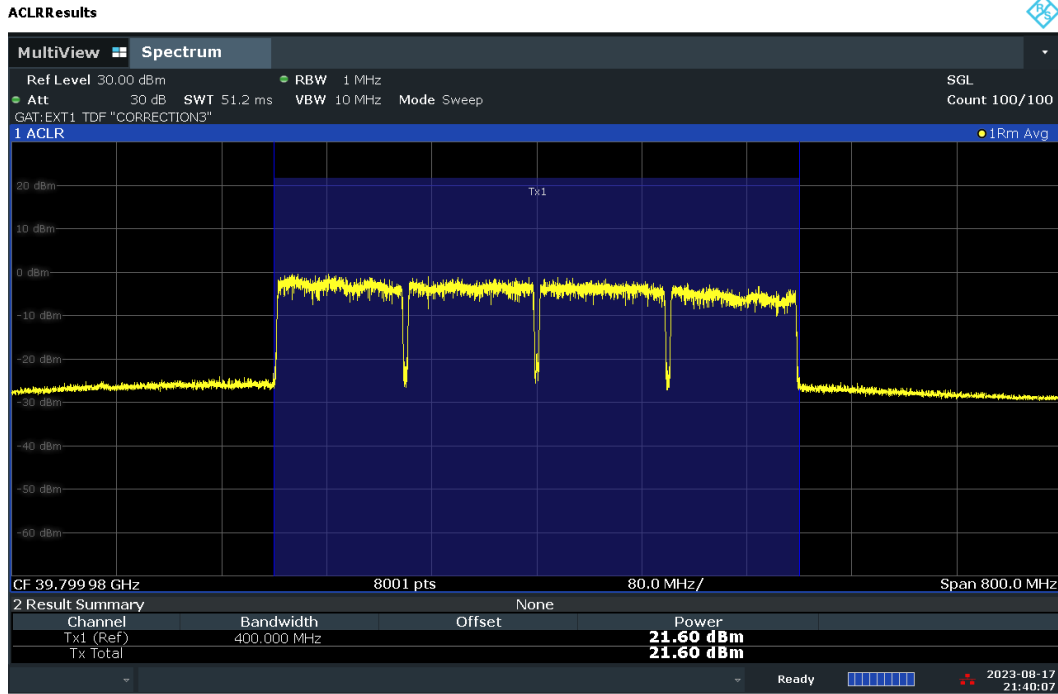 ACLRResults
R&S
MultiView Spectrum
Ref Level 30.00 dBm RBW 1 MHz SGL
Att 30 dB SWT 51.2 ms VBW 10 MHz Mode Sweep Count 100/100
GAT:EXT1 TDF "CORRECTION3"
1 ACLR 1Rm Avg
20 dBm
Tx1
10 dBm
0 dBm
-10 dBm
-20 dBm
-30 dBm
-40 dBm
-50 dBm
-60 dBm
CF 39.79998 GHz 8001 pts 80.0 MHz/ Span 800.0 MHz
2 Result Summary None
Channel Bandwidth Offset Power
Tx1 (Ref) 400.000 MHz 21.60 dBm
Tx Total 21.60 dBm
Ready 2023-08-17
21:40:07